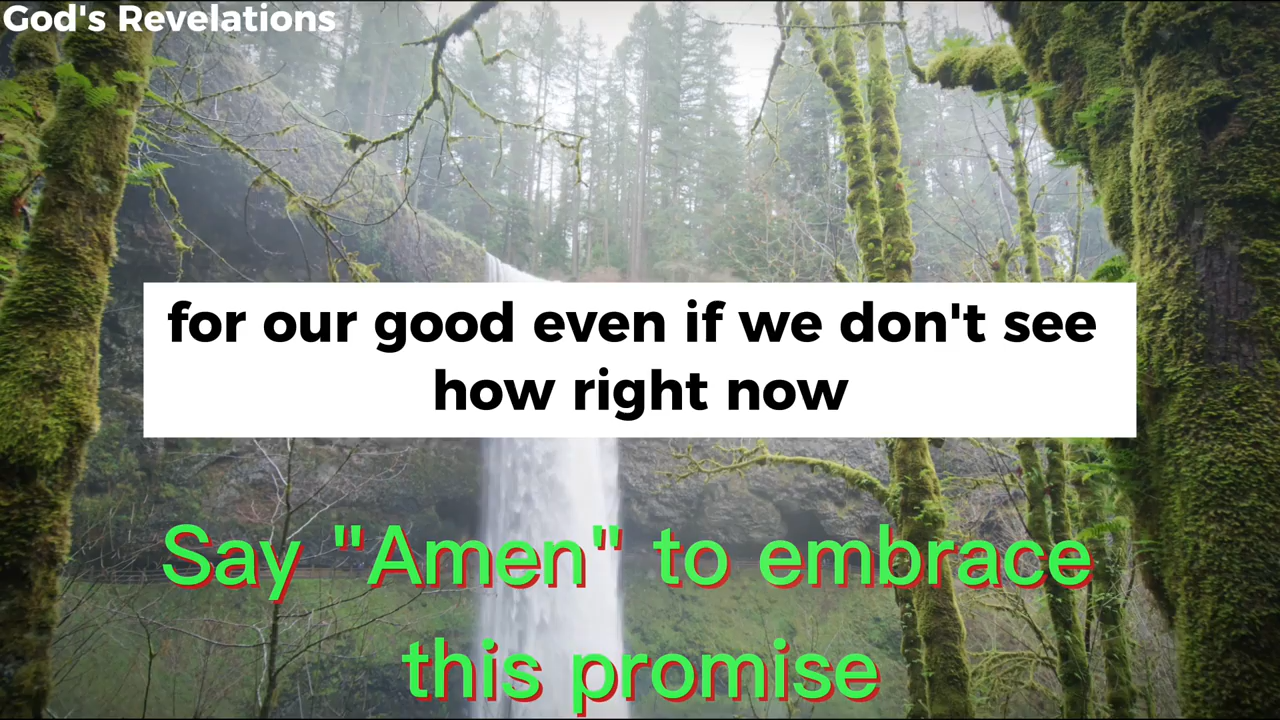 God's Revelations
for our good even if we don't see
how right now
Say "Amen" to embrace
this promise